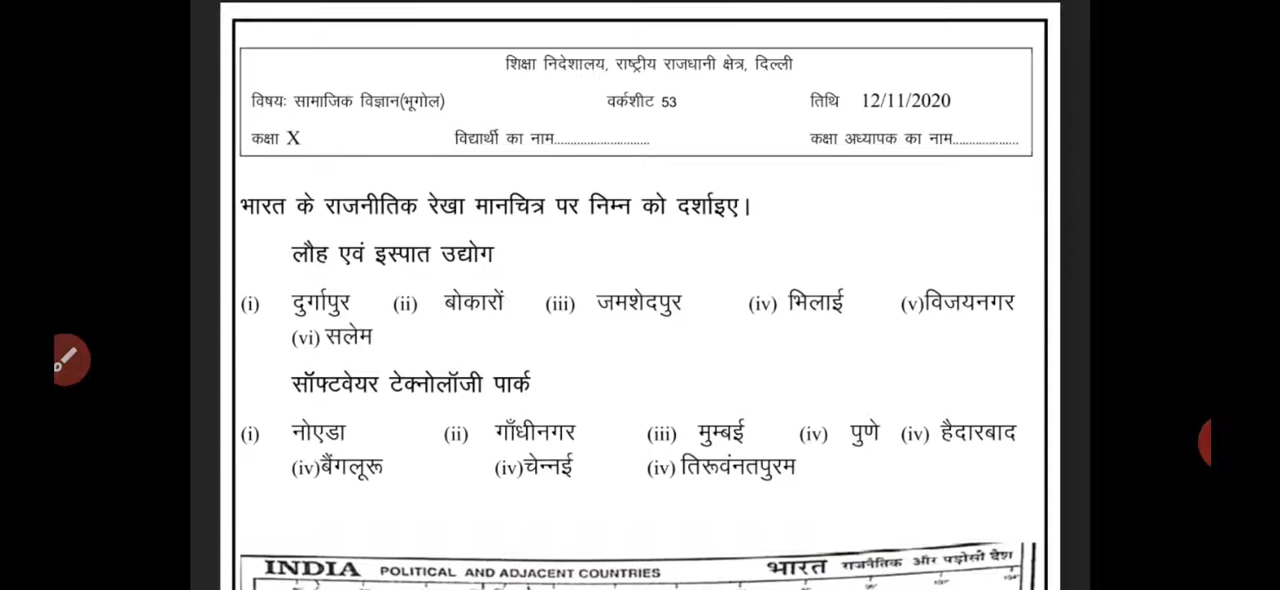 शिक्षा निदेशालय, राष्ट्रीय राजधानी क्षेत्र, दिल्ली
विषयः सामाजिक विज्ञान(भूगोल) वर्कशीट 53 तिथि 12/11/2020
कक्षा X विद्यार्थी का नाम............................. कक्षा अध्यापक का नाम....................
भारत के राजनीतिक रेखा मानचित्र पर निम्न को दर्शाइए।
लौह एवं इस्पात उद्योग
(i) दुर्गापुर (ii) बोकारों (iii) जमशेदपुर (iv) भिलाई (v)विजयनगर
(vi) सलेम
सॉफ्टवेयर टेक्नोलॉजी पार्क
(i) नोएडा (ii) गाँधीनगर (iii) मुम्बई (iv) पुणे (iv) हैदारबाद
(iv)बैंगलूरू (iv)चेन्नई (iv) तिरूवंनतपुरम
INDIA POLITICAL AND ADJACENT COUNTRIES भारत राजनैतिक और पड़ोसी देश